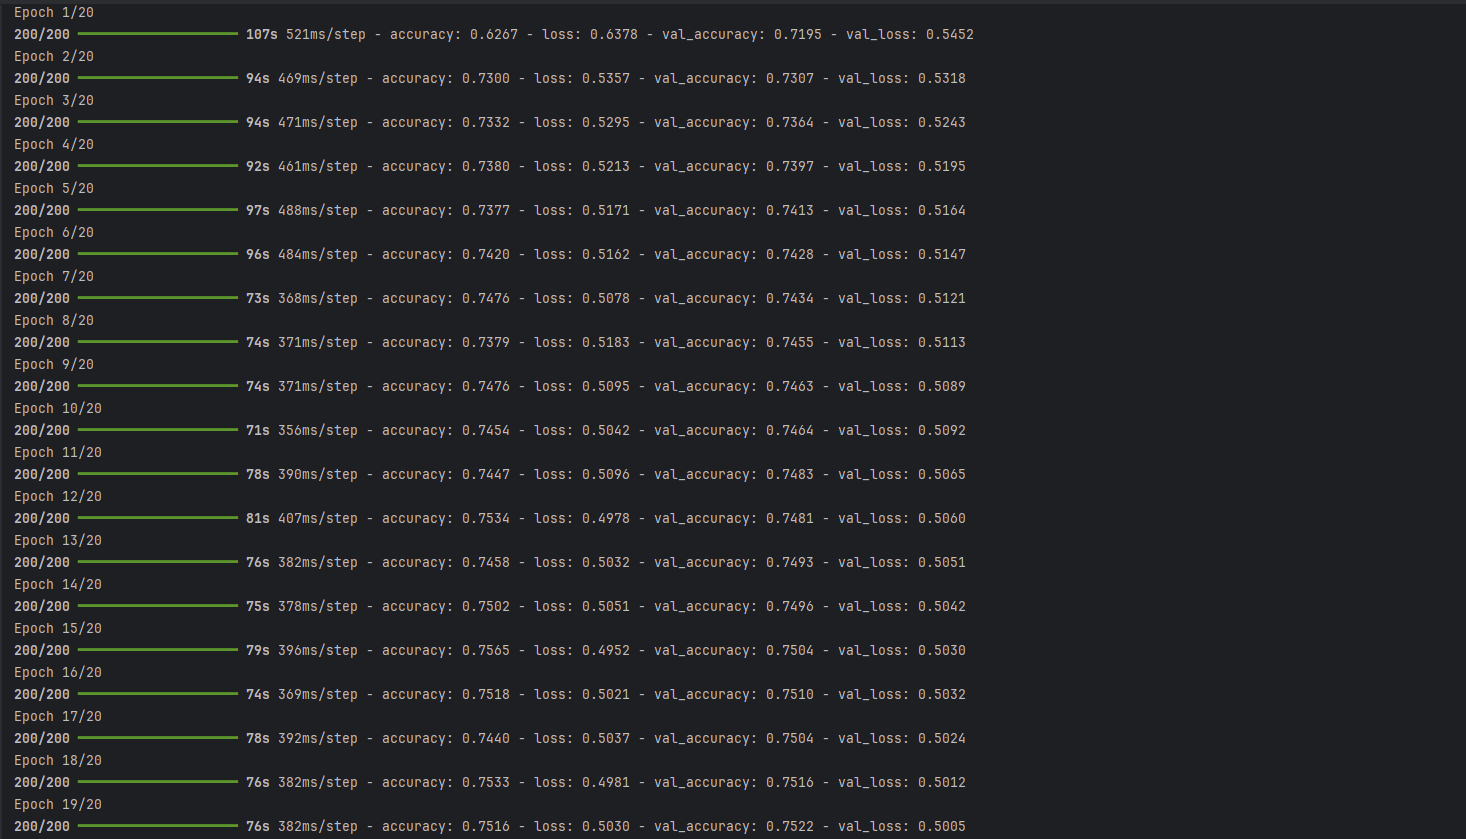 Epoch 1/20
200/200 ━━━━━━━━━━━━━━━━━━━━ 107s 521ms/step - accuracy: 0.6267 - loss: 0.6378 - val_accuracy: 0.7195 - val_loss: 0.5452
Epoch 2/20
200/200 ━━━━━━━━━━━━━━━━━━━━ 94s 469ms/step - accuracy: 0.7300 - loss: 0.5357 - val_accuracy: 0.7307 - val_loss: 0.5318
Epoch 3/20
200/200 ━━━━━━━━━━━━━━━━━━━━ 94s 471ms/step - accuracy: 0.7332 - loss: 0.5295 - val_accuracy: 0.7364 - val_loss: 0.5243
Epoch 4/20
200/200 ━━━━━━━━━━━━━━━━━━━━ 92s 461ms/step - accuracy: 0.7380 - loss: 0.5213 - val_accuracy: 0.7397 - val_loss: 0.5195
Epoch 5/20
200/200 ━━━━━━━━━━━━━━━━━━━━ 97s 488ms/step - accuracy: 0.7377 - loss: 0.5171 - val_accuracy: 0.7413 - val_loss: 0.5164
Epoch 6/20
200/200 ━━━━━━━━━━━━━━━━━━━━ 96s 484ms/step - accuracy: 0.7420 - loss: 0.5162 - val_accuracy: 0.7428 - val_loss: 0.5147
Epoch 7/20
200/200 ━━━━━━━━━━━━━━━━━━━━ 73s 368ms/step - accuracy: 0.7476 - loss: 0.5078 - val_accuracy: 0.7434 - val_loss: 0.5121
Epoch 8/20
200/200 ━━━━━━━━━━━━━━━━━━━━ 74s 371ms/step - accuracy: 0.7379 - loss: 0.5183 - val_accuracy: 0.7455 - val_loss: 0.5113
Epoch 9/20
200/200 ━━━━━━━━━━━━━━━━━━━━ 74s 371ms/step - accuracy: 0.7476 - loss: 0.5095 - val_accuracy: 0.7463 - val_loss: 0.5089
Epoch 10/20
200/200 ━━━━━━━━━━━━━━━━━━━━ 71s 356ms/step - accuracy: 0.7454 - loss: 0.5042 - val_accuracy: 0.7464 - val_loss: 0.5092
Epoch 11/20
200/200 ━━━━━━━━━━━━━━━━━━━━ 78s 390ms/step - accuracy: 0.7447 - loss: 0.5096 - val_accuracy: 0.7483 - val_loss: 0.5065
Epoch 12/20
200/200 ━━━━━━━━━━━━━━━━━━━━ 81s 407ms/step - accuracy: 0.7534 - loss: 0.4978 - val_accuracy: 0.7481 - val_loss: 0.5060
Epoch 13/20
200/200 ━━━━━━━━━━━━━━━━━━━━ 76s 382ms/step - accuracy: 0.7458 - loss: 0.5032 - val_accuracy: 0.7493 - val_loss: 0.5051
Epoch 14/20
200/200 ━━━━━━━━━━━━━━━━━━━━ 75s 378ms/step - accuracy: 0.7502 - loss: 0.5051 - val_accuracy: 0.7496 - val_loss: 0.5042
Epoch 15/20
200/200 ━━━━━━━━━━━━━━━━━━━━ 79s 396ms/step - accuracy: 0.7565 - loss: 0.4952 - val_accuracy: 0.7504 - val_loss: 0.5030
Epoch 16/20
200/200 ━━━━━━━━━━━━━━━━━━━━ 74s 369ms/step - accuracy: 0.7518 - loss: 0.5021 - val_accuracy: 0.7510 - val_loss: 0.5032
Epoch 17/20
200/200 ━━━━━━━━━━━━━━━━━━━━ 78s 392ms/step - accuracy: 0.7440 - loss: 0.5037 - val_accuracy: 0.7504 - val_loss: 0.5024
Epoch 18/20
200/200 ━━━━━━━━━━━━━━━━━━━━ 76s 382ms/step - accuracy: 0.7533 - loss: 0.4981 - val_accuracy: 0.7516 - val_loss: 0.5012
Epoch 19/20
200/200 ━━━━━━━━━━━━━━━━━━━━ 76s 382ms/step - accuracy: 0.7516 - loss: 0.5030 - val_accuracy: 0.7522 - val_loss: 0.5005